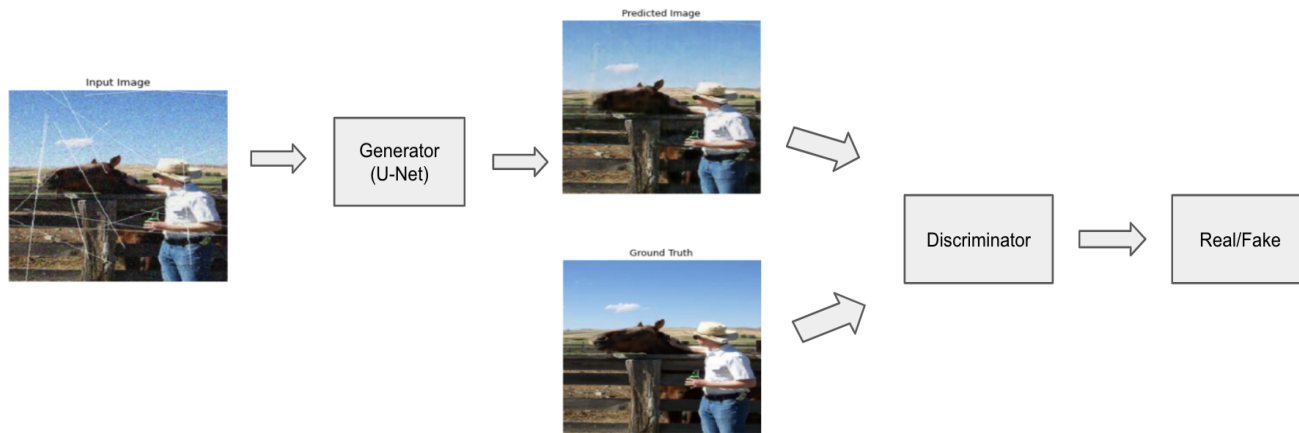 Input Image
Generator
(U-Net)
Predicted Image
Ground Truth
Discriminator
Real/Fake